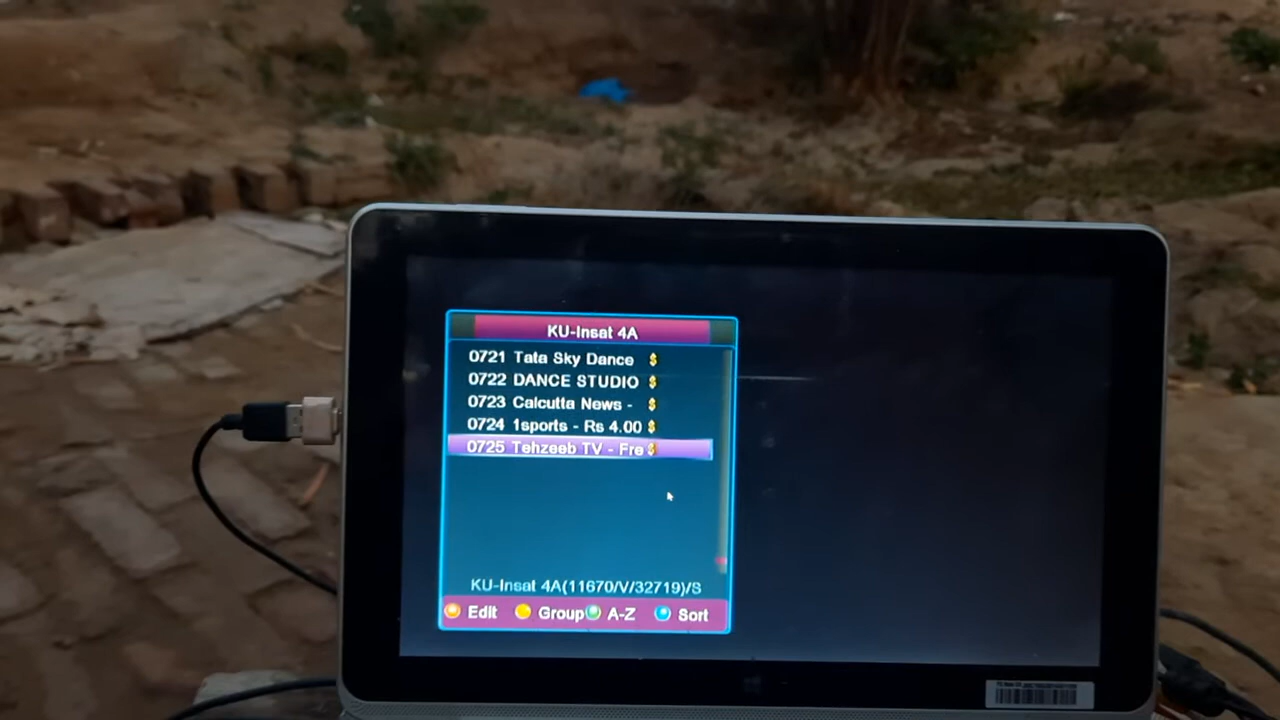 KU-Insat 4A
0721 Tata Sky Dance $
0722 DANCE STUDIO $
0723 Calcutta News - $
0724 1sports - Rs 4.00 $
0725 Tehzeeb TV - Fre $
KU-Insat 4A(11670/V/32719)/S
Edit Group A-Z Sort